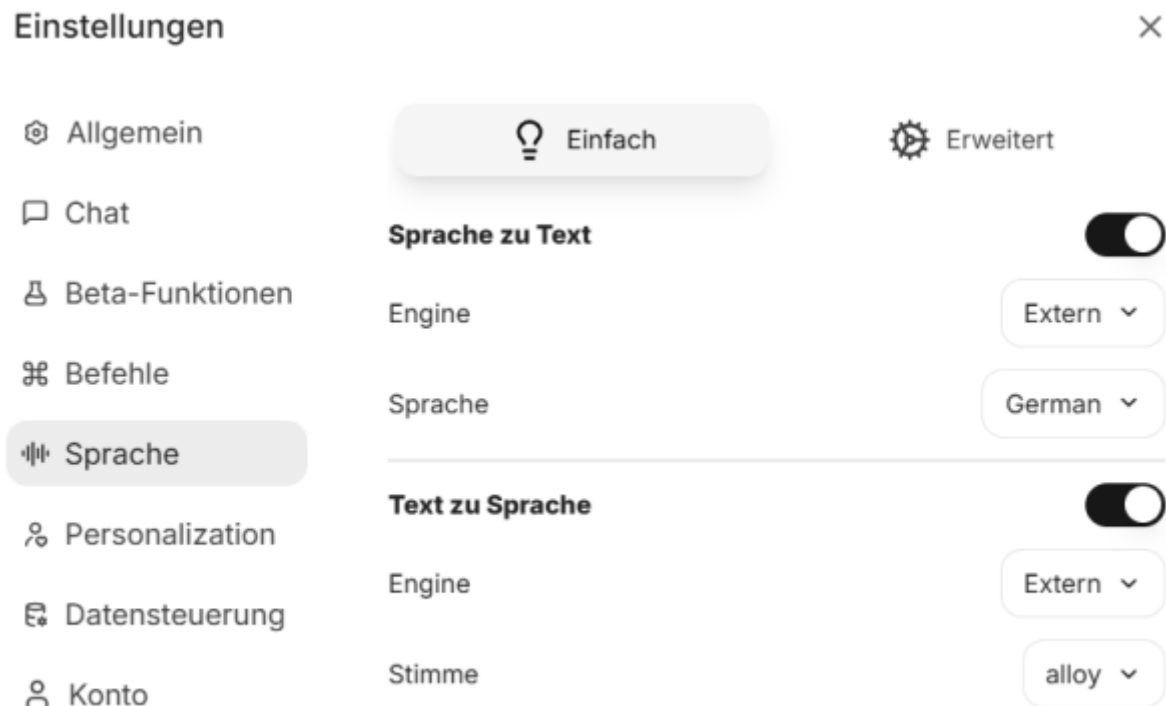 Einstellungen
Allgemein
Chat
Beta-Funktionen
Befehle
Sprache
Personalization
Datensteuerung
Konto
Einfach
Erweitert
Sprache zu Text
Engine
Extern
Sprache
German
Text zu Sprache
Engine
Extern
Stimme
alloy